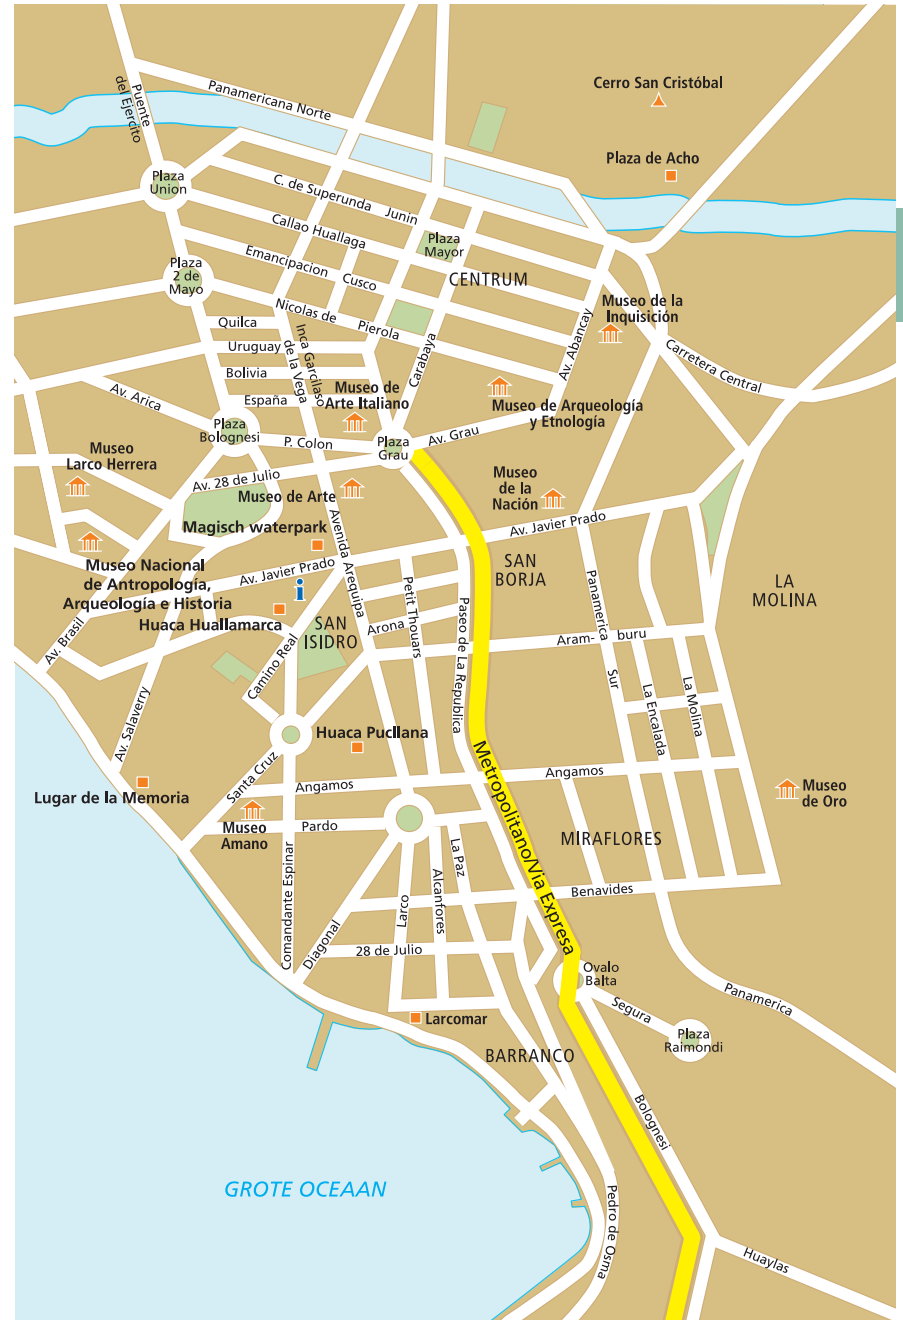 Cerro San Cristóbal
Puente
del Ejercito
Panamericana Norte
Plaza de Acho
Plaza
Union
C. de Superunda
Junin
Callao Huallaga
Plaza
Mayor
Emancipacion
Cusco
CENTRUM
Plaza
2 de
Mayo
Nicolas de
Pierola
Museo de la
Inquisición
Quilca
Inca Garcilaso
de la Vega
Uruguay
Carabaya
Av. Abancay
Carretera Central
Bolivia
Av. Arica
España
Museo de
Arte Italiano
Museo de Arqueología
y Etnología
Plaza
Bolognesi
P. Colon
Plaza
Grau
Av. Grau
Museo
Larco Herrera
Av. 28 de Julio
Museo de Arte
Museo
de la
Nación
Magisch waterpark
Avenida Arequipa
Av. Javier Prado
Museo Nacional
de Antropología,
Arqueología e Historia
Av. Javier Prado
i
SAN
BORJA
LA
MOLINA
Huaca Huallamarca
SAN
ISIDRO
Arona
Petit Thouars
Paseo de La Republica
Panamerica
Sur
Aram-
buru
Av. Brasil
Camino Real
Av. Salaverry
La Encalada
La Molina
Huaca Pucllana
Santa Cruz
Angamos
Metropolitano/Vía Expresa
Angamos
Lugar de la Memoria
Museo
Amano
Pardo
Museo
de Oro
MIRAFLORES
La Paz
Comandante Espinar
Alcanfores
Larco
Benavides
Diagonal
28 de Julio
Ovalo
Balta
Segura
Panamerica
Larcomar
Plaza
Raimondi
BARRANCO
Bolognesi
GROTE OCEAAN
Pedro de Osma
Huaylas